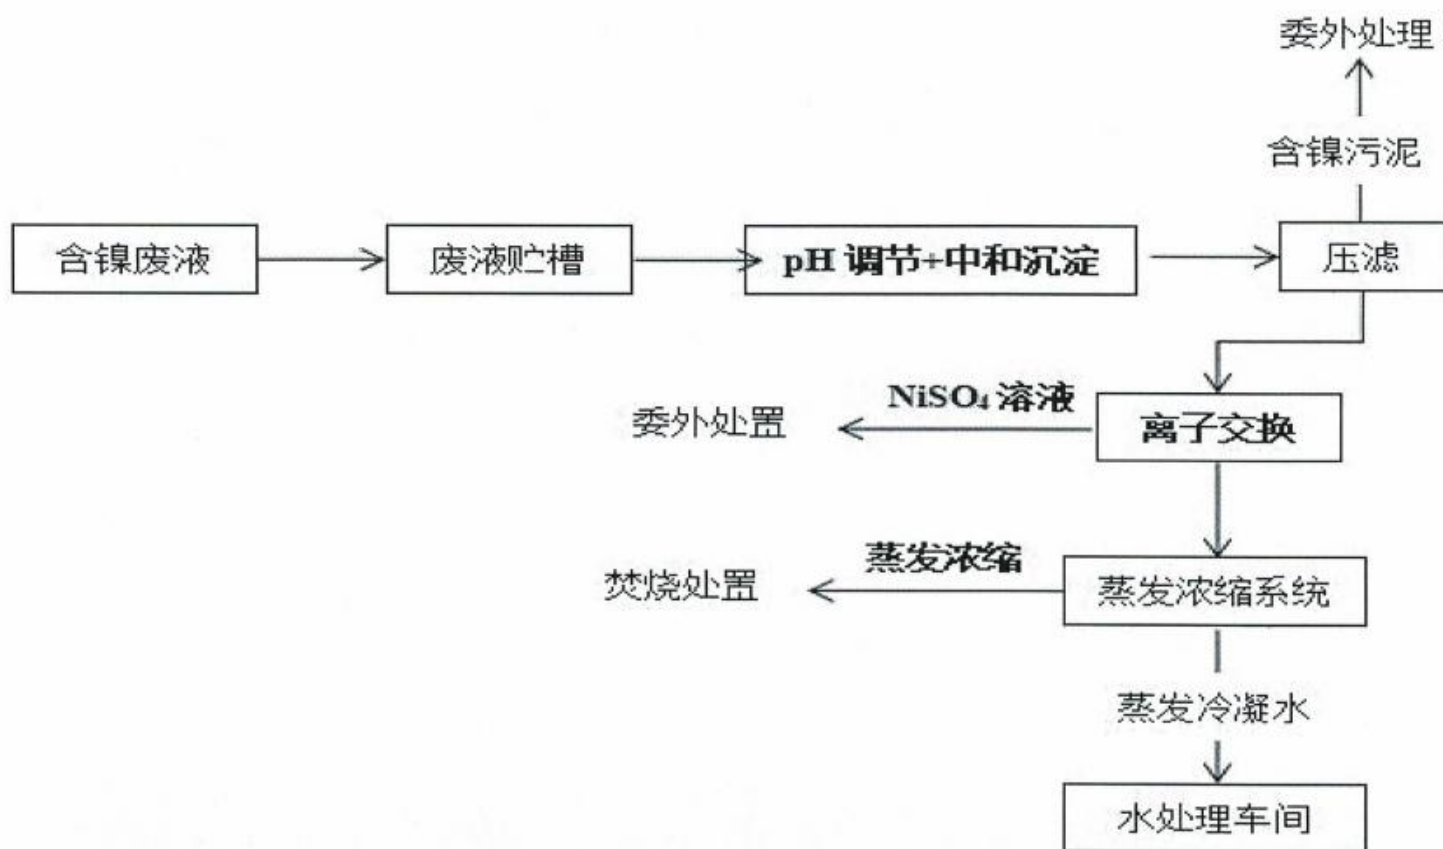 委外处理
含镍污泥
含镍废液
废液贮槽
pH 调节+中和沉淀
压滤
NiSO₄ 溶液
委外处置
离子交换
蒸发浓缩
焚烧处置
蒸发浓缩系统
蒸发冷凝水
水处理车间